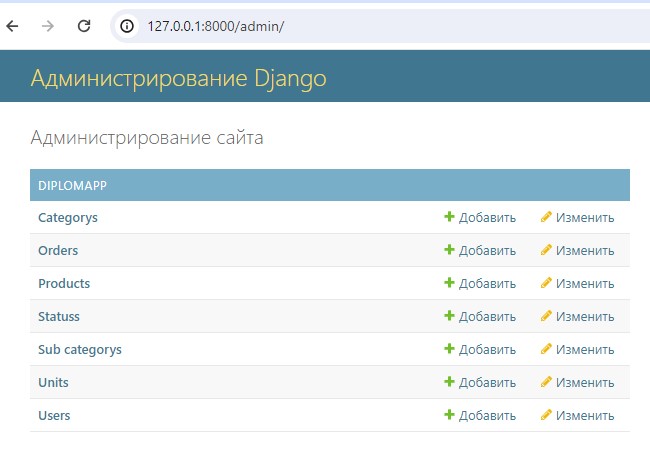 127.0.0.1:8000/admin/
Администрирование Django
Администрирование сайта
DIPLOMAPP
Categorys Добавить Изменить
Orders Добавить Изменить
Products Добавить Изменить
Statuss Добавить Изменить
Sub categorys Добавить Изменить
Units Добавить Изменить
Users Добавить Изменить